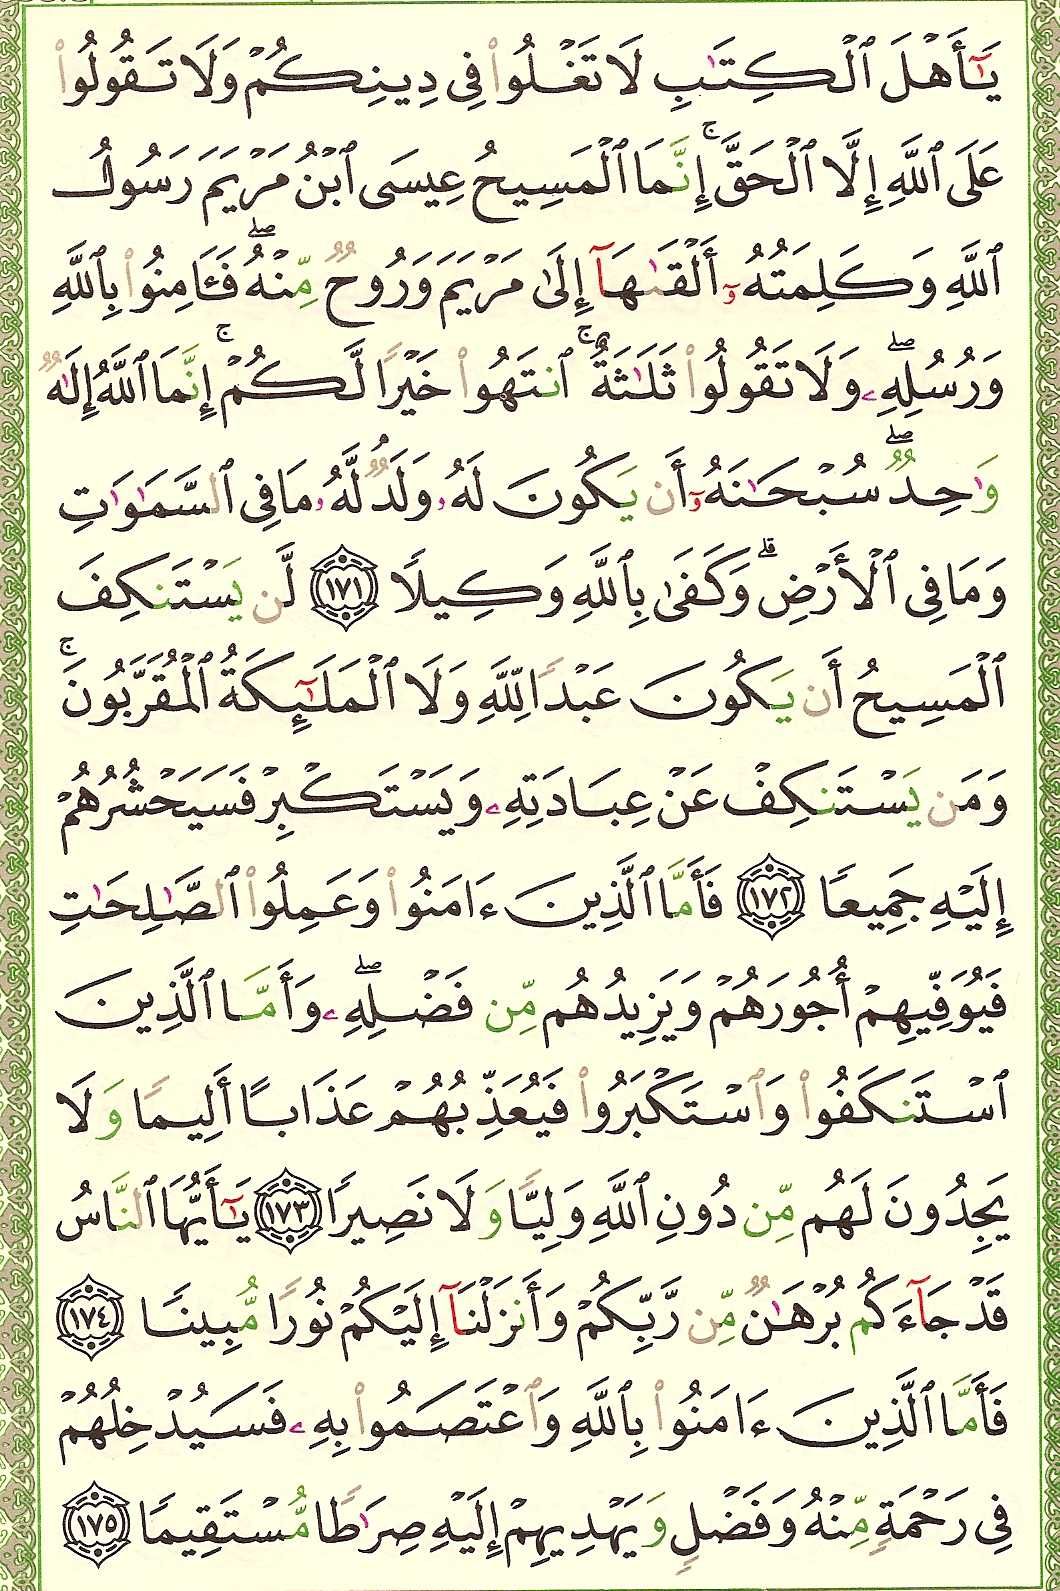 يَٰٓأَهْلَ ٱلْكِتَٰبِ لَا تَغْلُوا۟ فِى دِينِكُمْ وَلَا تَقُولُوا۟
عَلَى ٱللَّهِ إِلَّا ٱلْحَقَّ ۚ إِنَّمَا ٱلْمَسِيحُ عِيسَى ٱبْنُ مَرْيَمَ رَسُولُ
ٱللَّهِ وَكَلِمَتُهُۥٓ أَلْقَىٰهَآ إِلَىٰ مَرْيَمَ وَرُوحٌ مِّنْهُ ۖ فَـَٔامِنُوا۟ بِٱللَّهِ
وَرُسُلِهِۦ ۖ وَلَا تَقُولُوا۟ ثَلَٰثَةٌ ۚ ٱنتَهُوا۟ خَيْرًا لَّكُمْ ۚ إِنَّمَا ٱللَّهُ إِلَٰهٌ
وَٰحِدٌ ۖ سُبْحَٰنَهُۥٓ أَن يَكُونَ لَهُۥ وَلَدٌ ۘ لَّهُۥ مَا فِى ٱلسَّمَٰوَٰتِ
وَمَا فِى ٱلْأَرْضِ ۗ وَكَفَىٰ بِٱللَّهِ وَكِيلًا ١٧١ لَّن يَسْتَنكِفَ
ٱلْمَسِيحُ أَن يَكُونَ عَبْدًا لِّلَّهِ وَلَا ٱلْمَلَٰٓئِكَةُ ٱلْمُقَرَّبُونَ ۚ
وَمَن يَسْتَنكِفْ عَنْ عِبَادَتِهِۦ وَيَسْتَكْبِرْ فَسَيَحْشُرُهُمْ
إِلَيْهِ جَمِيعًا ١٧٢ فَأَمَّا ٱلَّذِينَ ءَامَنُوا۟ وَعَمِلُوا۟ ٱلصَّٰلِحَٰتِ
فَيُوَفِّيهِمْ أُجُورَهُمْ وَيَزِيدُهُم مِّن فَضْلِهِۦ ۖ وَأَمَّا ٱلَّذِينَ
ٱسْتَنكَفُوا۟ وَٱسْتَكْبَرُوا۟ فَيُعَذِّبُهُمْ عَذَابًا أَلِيمًا وَلَا
يَجِدُونَ لَهُم مِّن دُونِ ٱللَّهِ وَلِيًّا وَلَا نَصِيرًا ١٧٣ يَٰٓأَيُّهَا ٱلنَّاسُ
قَدْ جَآءَكُم بُرْهَٰنٌ مِّن رَّبِّكُمْ وَأَنزَلْنَآ إِلَيْكُمْ نُورًا مُّبِينًا ١٧٤
فَأَمَّا ٱلَّذِينَ ءَامَنُوا۟ بِٱللَّهِ وَٱعْتَصَمُوا۟ بِهِۦ فَسَيُدْخِلُهُمْ
فِى رَحْمَةٍ مِّنْهُ وَفَضْلٍ وَيَهْدِيهِمْ إِلَيْهِ صِرَٰطًا مُّسْتَقِيمًا ١٧٥